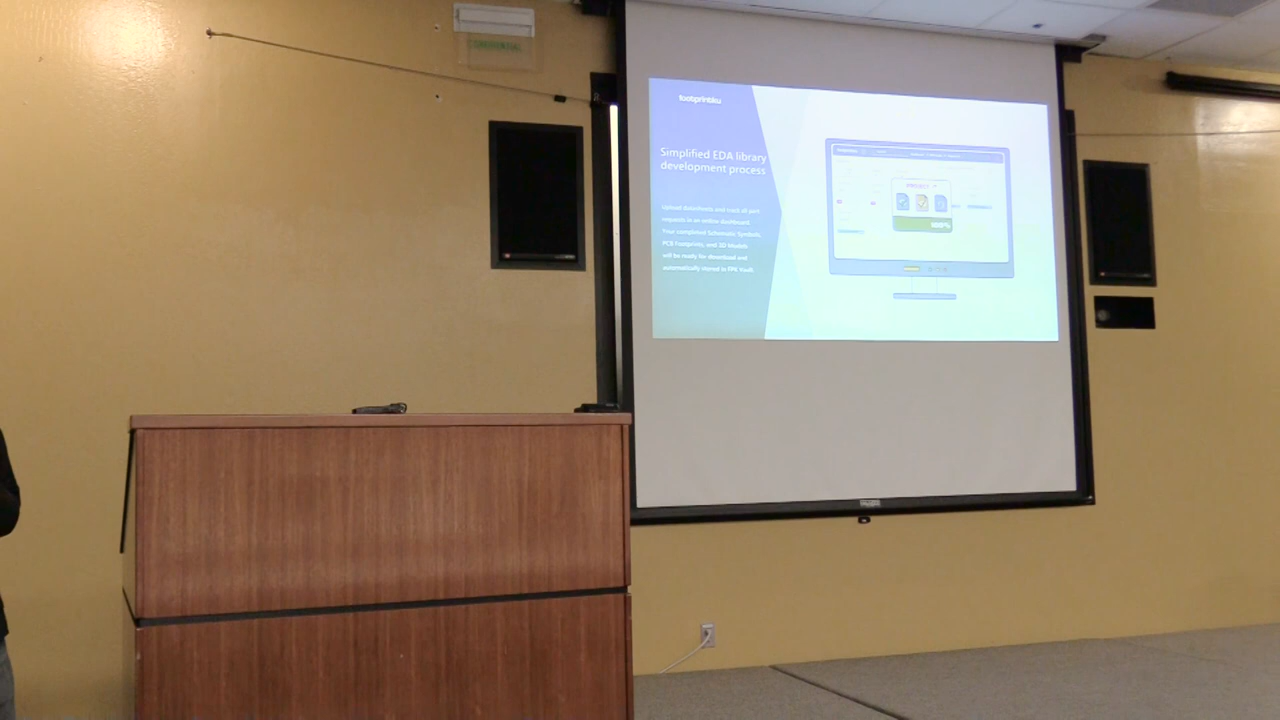 CONFIDENTIAL
footprintku
Simplified EDA library
development process
Upload datasheets and track all part
requests in an online dashboard.
Your completed Schematic Symbols,
PCB Footprints, and 3D Models
will be ready for download and
automatically stored in FPK Vault.
PROJECT
100%